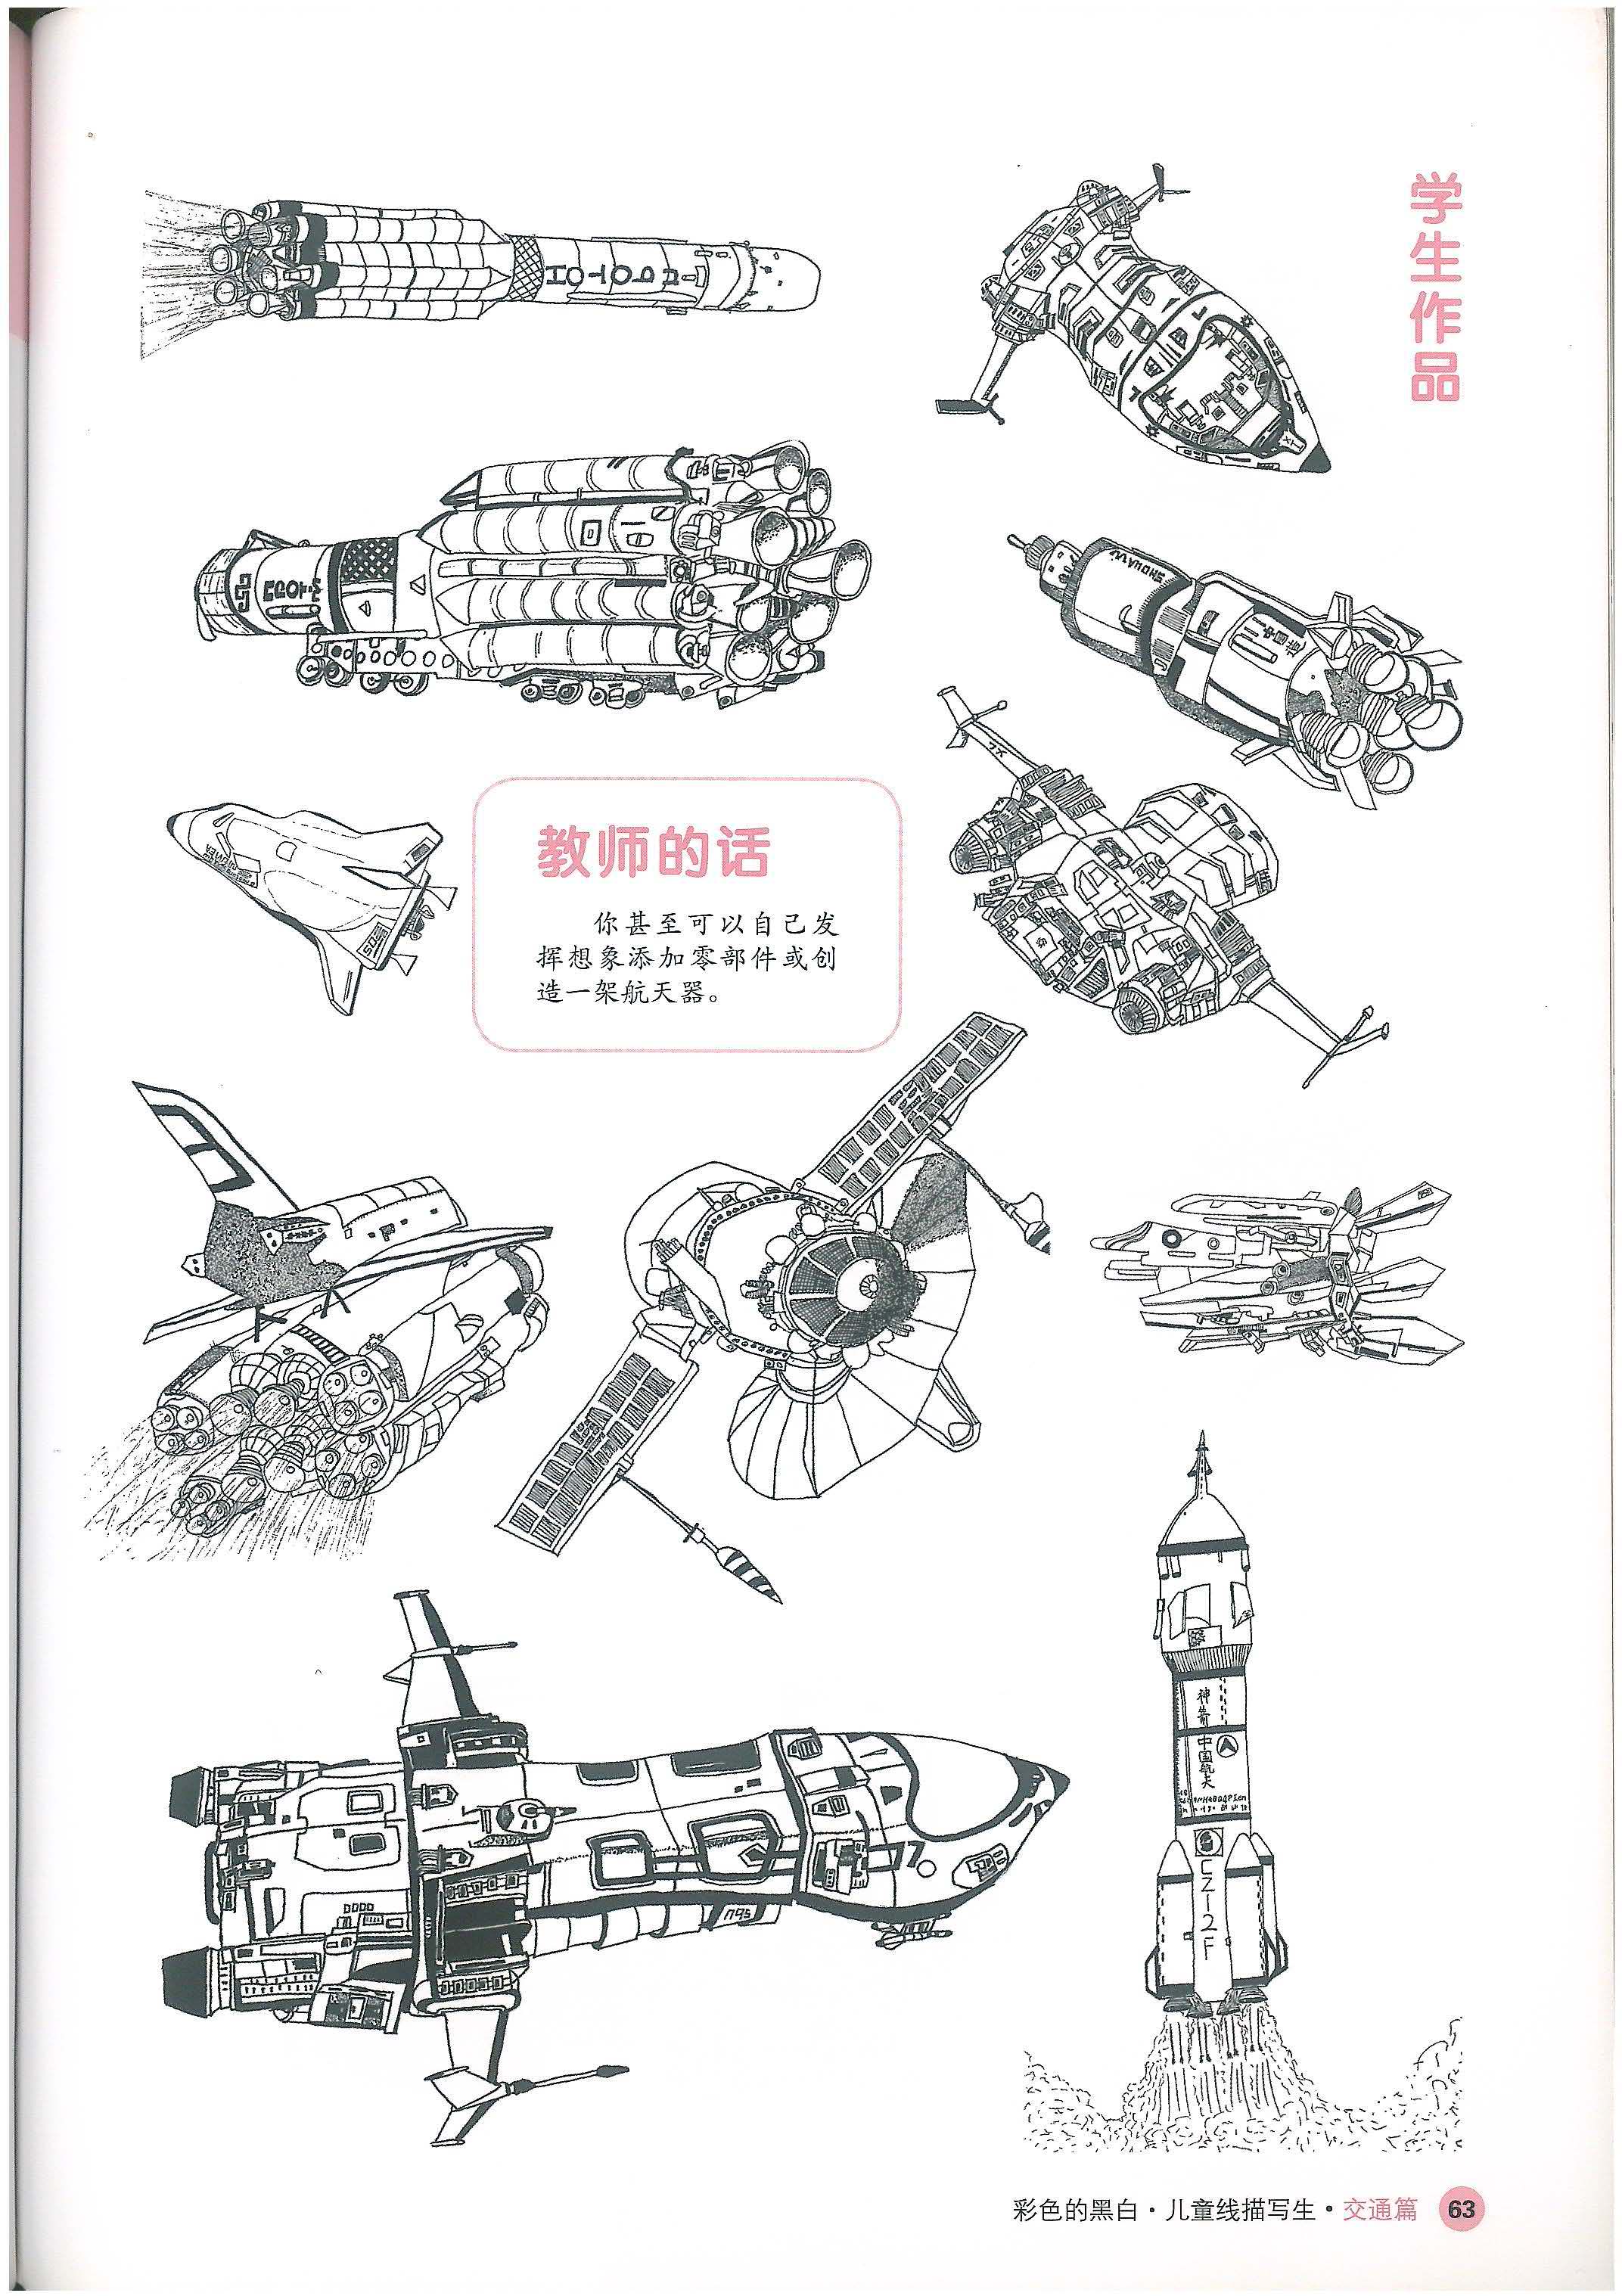 学生作品
教师的话
你甚至可以自己发
挥想象添加零部件或创
造一架航天器。
神箭
中国航天
CZ-2F
彩色的黑白·儿童线描写生·交通篇 63